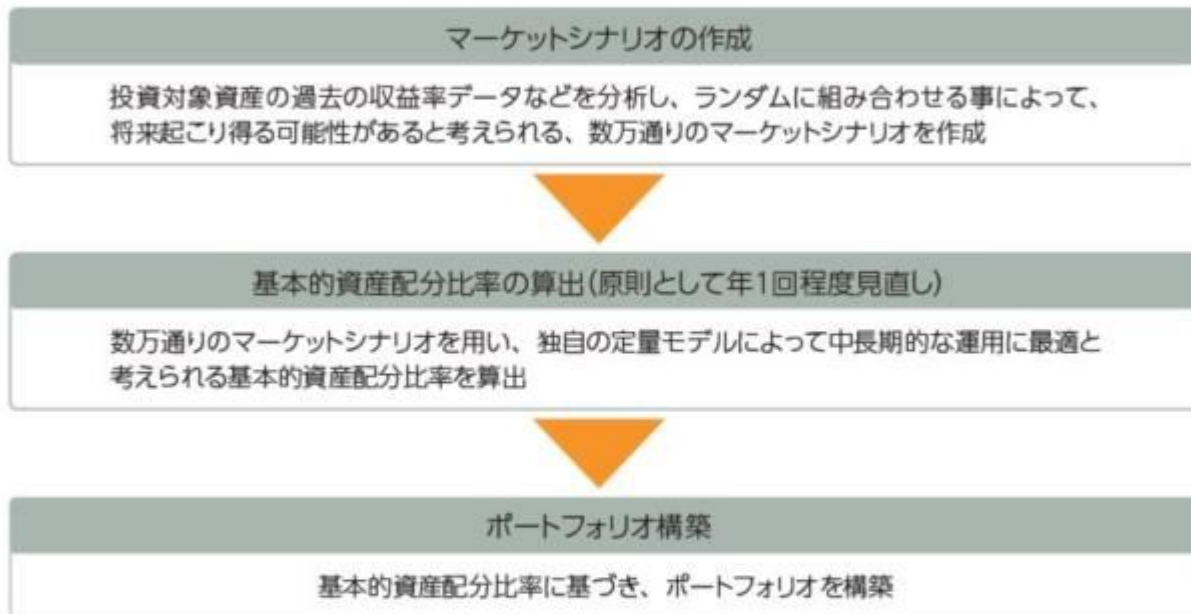 マーケットシナリオの作成
投資対象資産の過去の収益率データなどを分析し、ランダムに組み合わせる事によって、
将来起こり得る可能性があると考えられる、数万通りのマーケットシナリオを作成
基本的資産配分比率の算出(原則として年1回程度見直し)
数万通りのマーケットシナリオを用い、独自の定量モデルによって中長期的な運用に最適と
考えられる基本的資産配分比率を算出
ポートフォリオ構築
基本的資産配分比率に基づき、ポートフォリオを構築